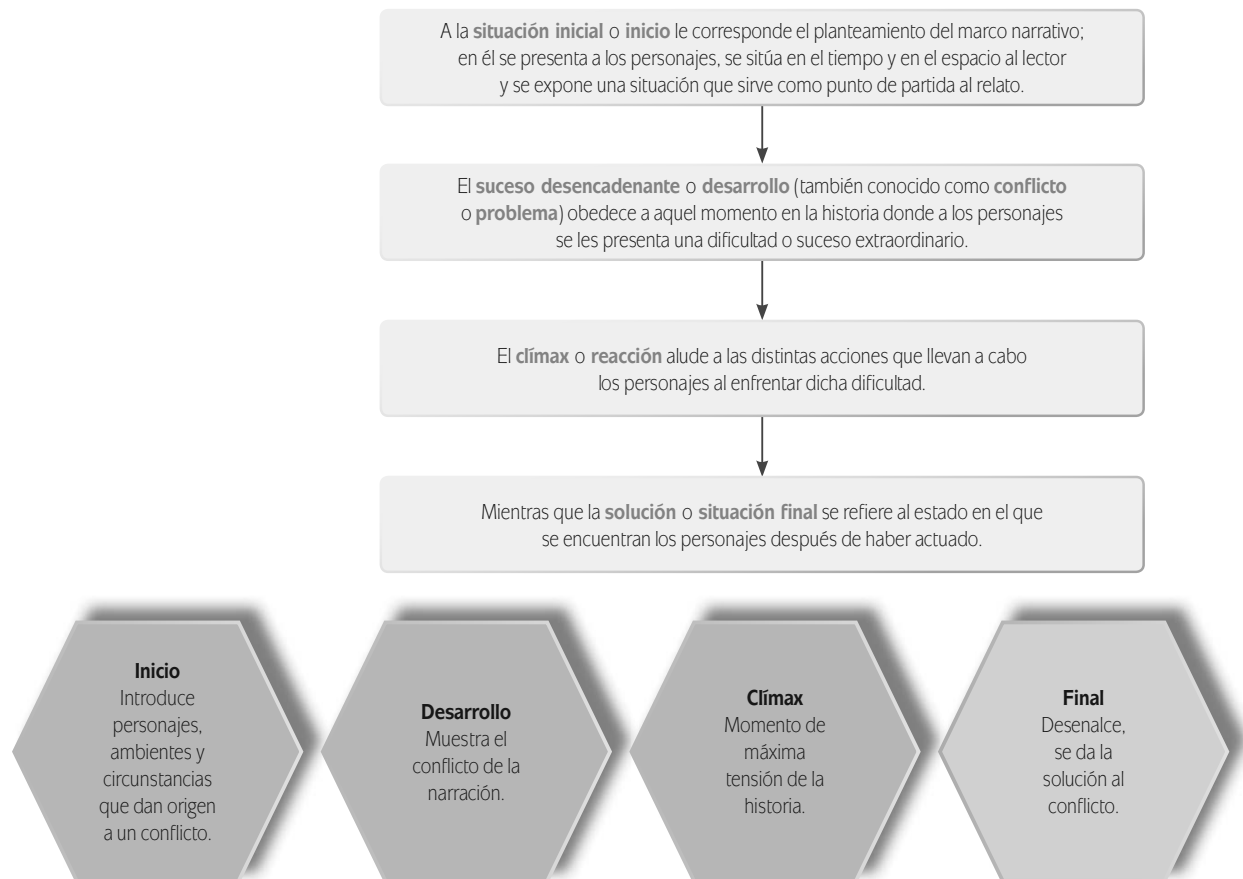 A la situación inicial o inicio le corresponde el planteamiento del marco narrativo;
en él se presenta a los personajes, se sitúa en el tiempo y en el espacio al lector
y se expone una situación que sirve como punto de partida al relato.
El suceso desencadenante o desarrollo (también conocido como conflicto
o problema) obedece a aquel momento en la historia donde a los personajes
se les presenta una dificultad o suceso extraordinario.
El clímax o reacción alude a las distintas acciones que llevan a cabo
los personajes al enfrentar dicha dificultad.
Mientras que la solución o situación final se refiere al estado en el que
se encuentran los personajes después de haber actuado.
Inicio
Introduce
personajes,
ambientes y
circunstancias
que dan origen
a un conflicto.
Desarrollo
Muestra el
conflicto de la
narración.
Clímax
Momento de
máxima
tensión de la
historia.
Final
Desenalce,
se da la
solución al
conflicto.